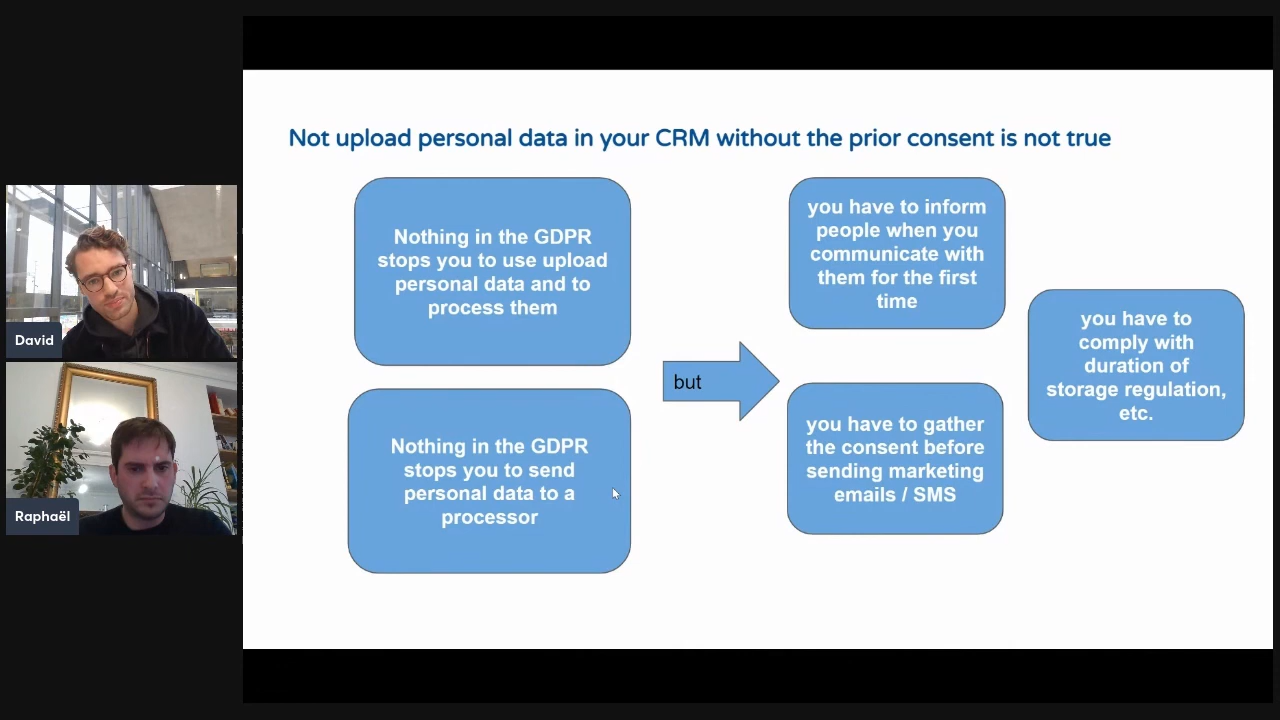 Not upload personal data in your CRM without the prior consent is not true
Nothing in the GDPR
stops you to use upload
personal data and to
process them
Nothing in the GDPR
stops you to send
personal data to a
processor
but
you have to inform
people when you
communicate with
them for the first
time
you have to gather
the consent before
sending marketing
emails / SMS
you have to
comply with
duration of
storage regulation,
etc.
David
Raphaël